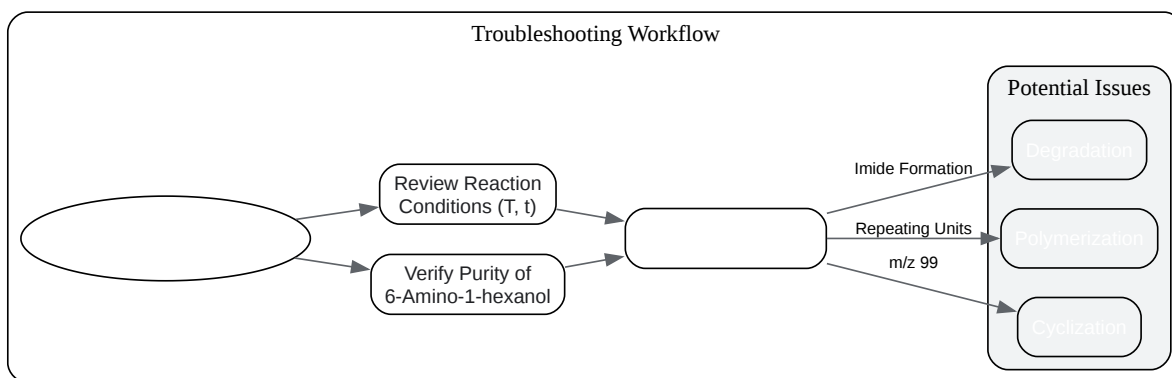 Troubleshooting Workflow
Potential Issues
Degradation
Imide Formation
Review Reaction
Conditions (T, t)
Repeating Units
Polymerization
m/z 99
Verify Purity of
6-Amino-1-hexanol
Cyclization